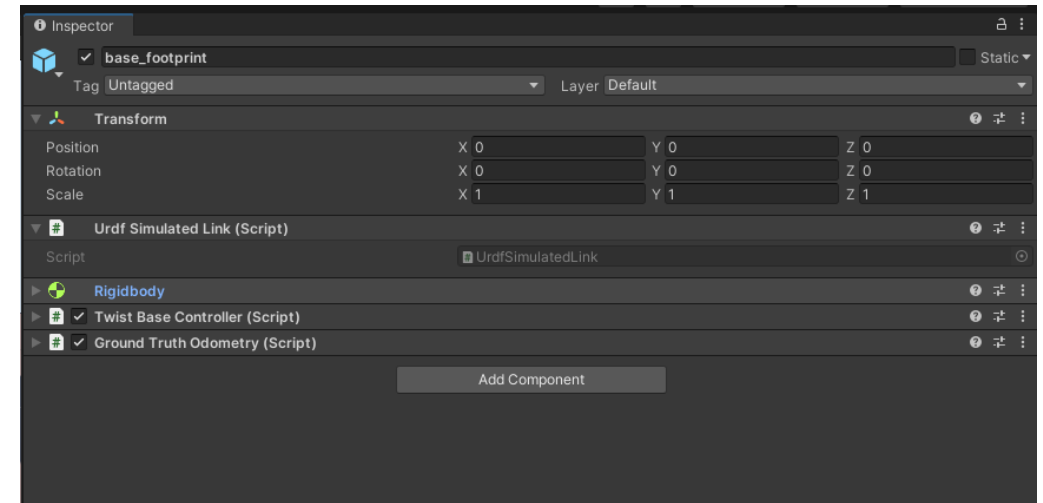 Inspector
base_footprint Static
Tag Untagged Layer Default
Transform
Position X 0 Y 0 Z 0
Rotation X 0 Y 0 Z 0
Scale X 1 Y 1 Z 1
# Urdf Simulated Link (Script)
Script # UrdfSimulatedLink
Rigidbody
# Twist Base Controller (Script)
# Ground Truth Odometry (Script)
Add Component